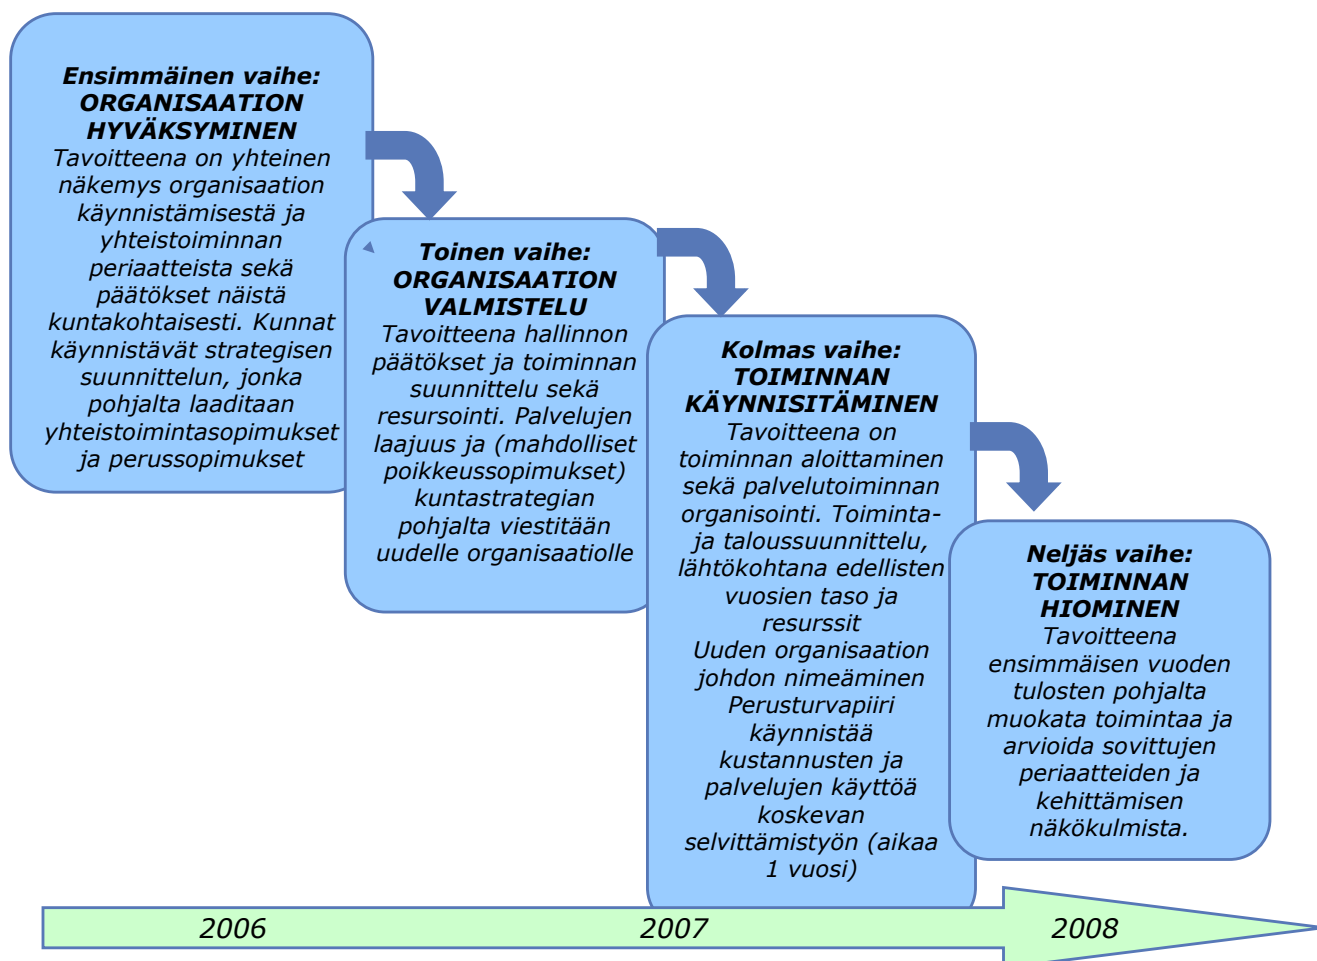 Ensimmäinen vaihe:
ORGANISAATION
HYVÄKSYMINEN
Tavoitteena on yhteinen
näkemys organisaation
käynnistämisestä ja
yhteistoiminnan
periaatteista sekä
päätökset näistä
kuntakohtaisesti. Kunnat
käynnistävät strategisen
suunnittelun, jonka
pohjalta laaditaan
yhteistoimintasopimukset
ja perussopimukset
Toinen vaihe:
ORGANISAATION
VALMISTELU
Tavoitteena hallinnon
päätökset ja toiminnan
suunnittelu sekä
resursointi. Palvelujen
laajuus ja (mahdolliset
poikkeussopimukset)
kuntastrategian
pohjalta viestitään
uudelle organisaatiolle
Kolmas vaihe:
TOIMINNAN
KÄYNNISITÄMINEN
Tavoitteena on
toiminnan aloittaminen
sekä palvelutoiminnan
organisointi. Toiminta-
ja taloussuunnittelu,
lähtökohtana edellisten
vuosien taso ja
resurssit
Uuden organisaation
johdon nimeäminen
Perusturvapiiri
käynnistää
kustannusten ja
palvelujen käyttöä
koskevan
selvittämistyön (aikaa
1 vuosi)
Neljäs vaihe:
TOIMINNAN
HIOMINEN
Tavoitteena
ensimmäisen vuoden
tulosten pohjalta
muokata toimintaa ja
arvioida sovittujen
periaatteiden ja
kehittämisen
näkökulmista.
2006
2007
2008